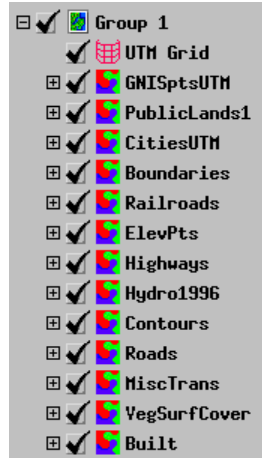 Group 1
UTM Grid
GNISptsUTM
PublicLands1
CitiesUTM
Boundaries
Railroads
ElevPts
Highways
Hydro1996
Contours
Roads
MiscTrans
VegSurfCover
Built